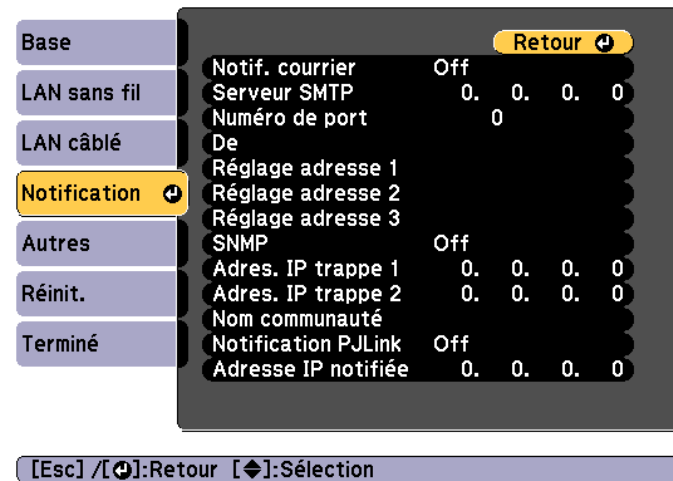 Base
LAN sans fil
LAN câblé
Notification
Autres
Réinit.
Terminé
Retour
Notif. courrier Off
Serveur SMTP 0. 0. 0. 0
Numéro de port 0
De
Réglage adresse 1
Réglage adresse 2
Réglage adresse 3
SNMP Off
Adres. IP trappe 1 0. 0. 0. 0
Adres. IP trappe 2 0. 0. 0. 0
Nom communauté
Notification PJLink Off
Adresse IP notifiée 0. 0. 0. 0
[Esc] /[⏎]:Retour [◆]:Sélection